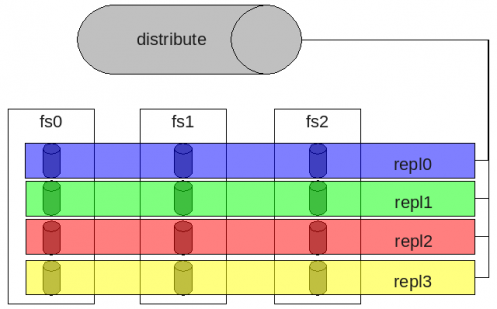 distribute
fs0
fs1
fs2
repl0
repl1
repl2
repl3